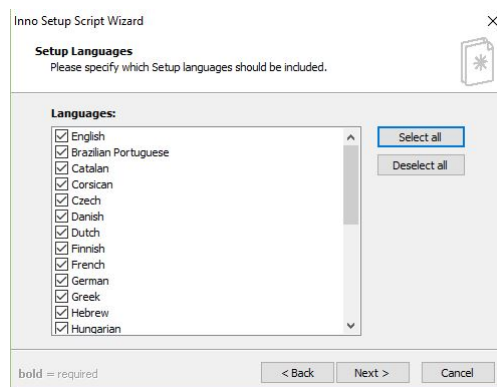 Inno Setup Script Wizard
Setup Languages
Please specify which Setup languages should be included.
Languages:
English
Brazilian Portuguese
Catalan
Corsican
Czech
Danish
Dutch
Finnish
French
German
Greek
Hebrew
Hungarian
Select all
Deselect all
bold = required
< Back Next > Cancel